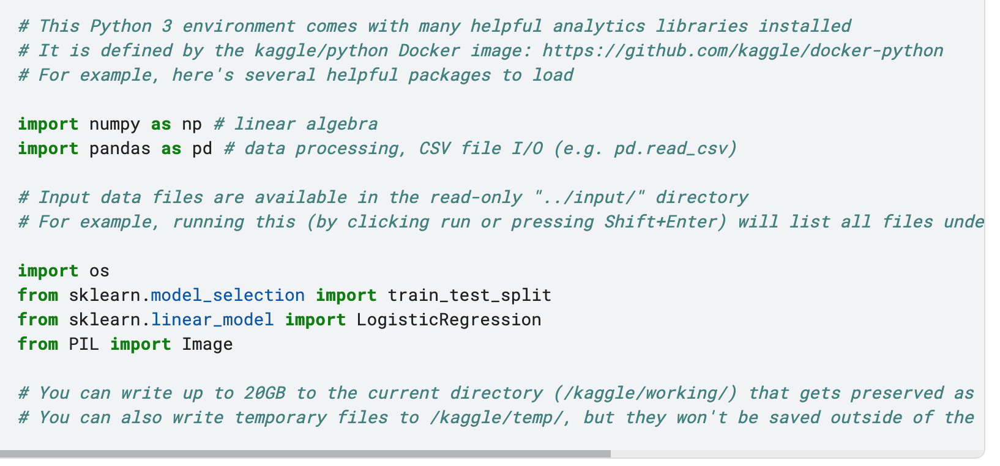 # This Python 3 environment comes with many helpful analytics libraries installed
# It is defined by the kaggle/python Docker image: https://github.com/kaggle/docker-python
# For example, here's several helpful packages to load
import numpy as np # linear algebra
import pandas as pd # data processing, CSV file I/O (e.g. pd.read_csv)
# Input data files are available in the read-only "../input/" directory
# For example, running this (by clicking run or pressing Shift+Enter) will list all files unde
import os
from sklearn.model_selection import train_test_split
from sklearn.linear_model import LogisticRegression
from PIL import Image
# You can write up to 20GB to the current directory (/kaggle/working/) that gets preserved as
# You can also write temporary files to /kaggle/temp/, but they won't be saved outside of the